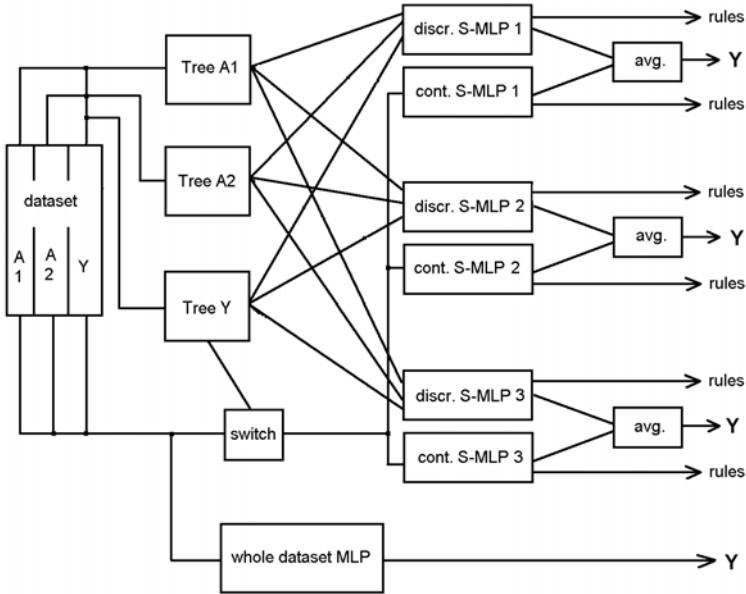 discr. S-MLP 1
rules
Tree A1
avg.
Y
cont. S-MLP 1
rules
Tree A2
discr. S-MLP 2
rules
dataset
avg.
Y
A
1
A
2
Y
cont. S-MLP 2
rules
Tree Y
discr. S-MLP 3
rules
switch
avg.
Y
cont. S-MLP 3
rules
whole dataset MLP
Y